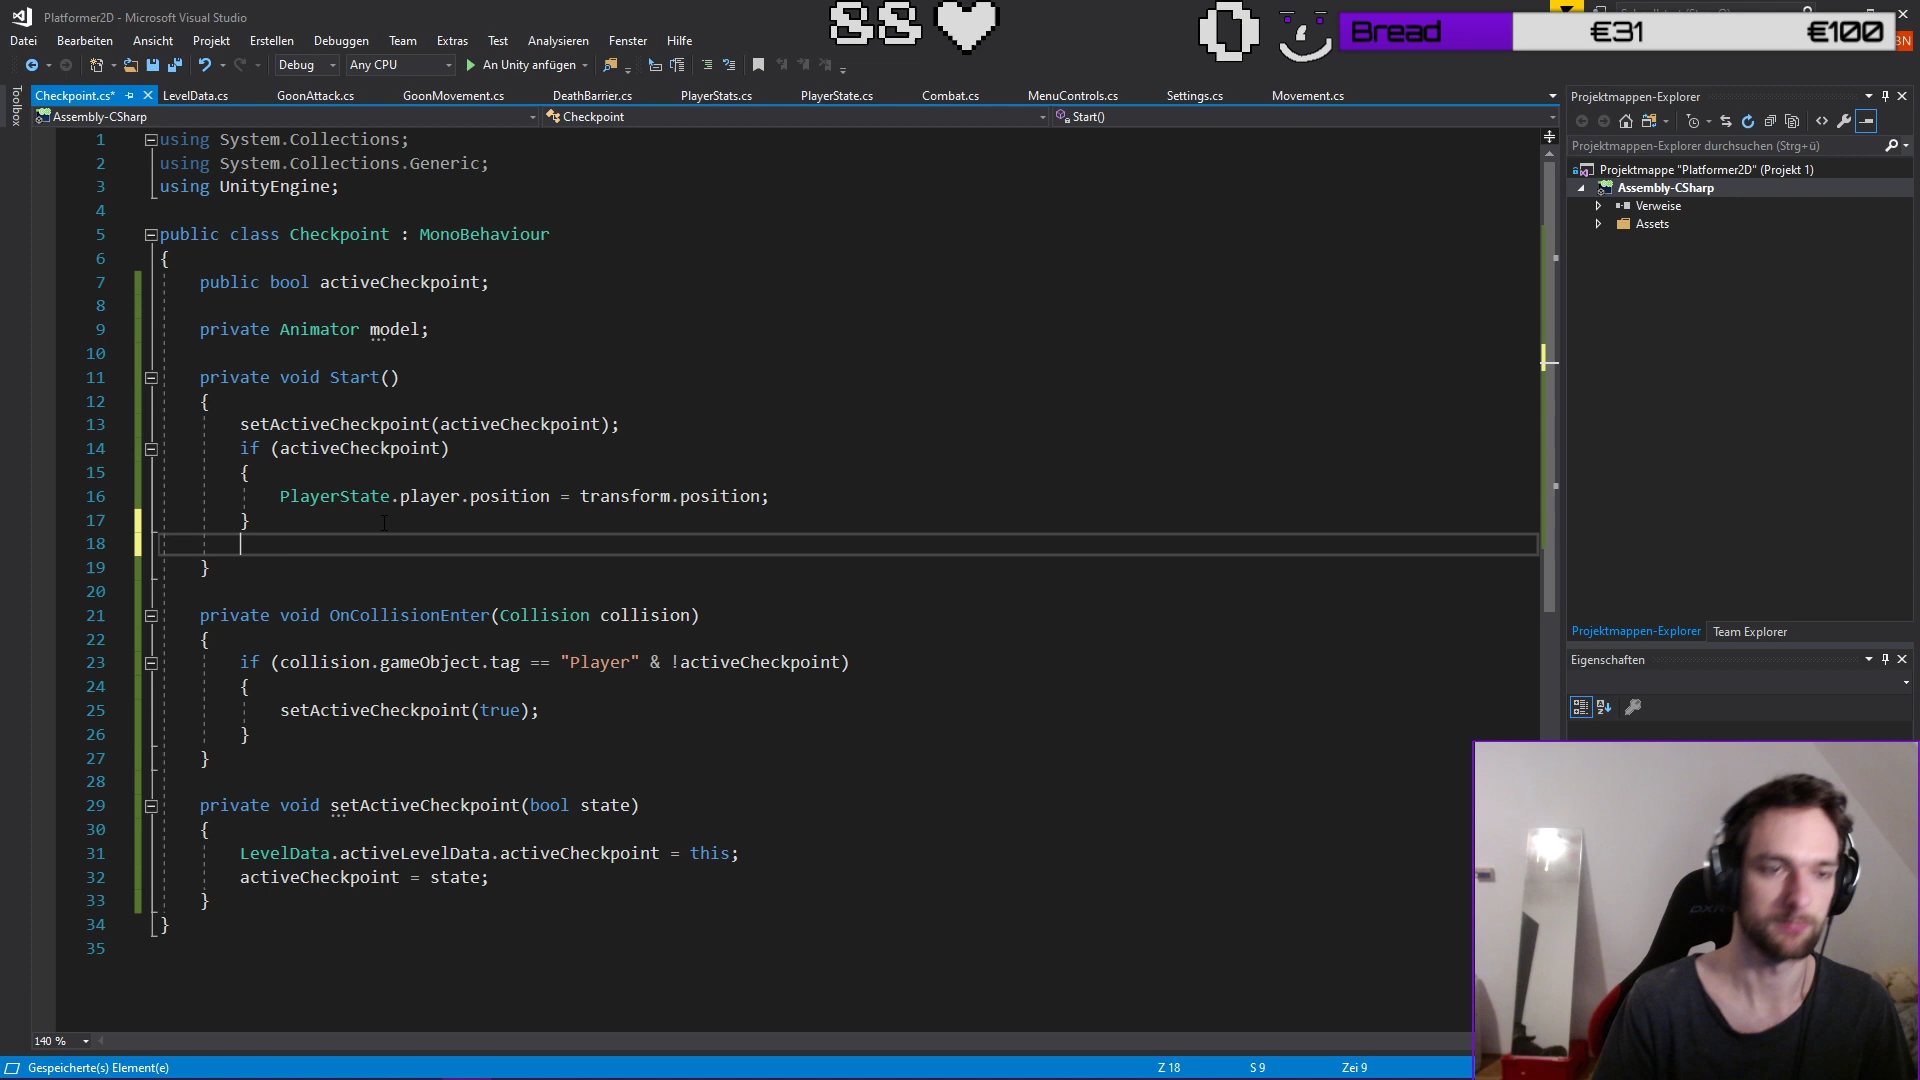 Platformer2D - Microsoft Visual Studio
88
0
Bread €31 €100
Datei Bearbeiten Ansicht Projekt Erstellen Debuggen Team Extras Test Analysieren Fenster Hilfe
Debug Any CPU An Unity anfügen
Toolbox
Checkpoint.cs* LevelData.cs GoonAttack.cs GoonMovement.cs DeathBarrier.cs PlayerStats.cs PlayerState.cs Combat.cs MenuControls.cs Settings.cs Movement.cs
Assembly-CSharp Checkpoint Start()
1 using System.Collections;
2 using System.Collections.Generic;
3 using UnityEngine;
4
5 public class Checkpoint : MonoBehaviour
6 {
7 public bool activeCheckpoint;
8
9 private Animator model;
10
11 private void Start()
12 {
13 setActiveCheckpoint(activeCheckpoint);
14 if (activeCheckpoint)
15 {
16 PlayerState.player.position = transform.position;
17 }
18
19 }
20
21 private void OnCollisionEnter(Collision collision)
22 {
23 if (collision.gameObject.tag == "Player" & !activeCheckpoint)
24 {
25 setActiveCheckpoint(true);
26 }
27 }
28
29 private void setActiveCheckpoint(bool state)
30 {
31 LevelData.activeLevelData.activeCheckpoint = this;
32 activeCheckpoint = state;
33 }
34 }
35
140 %
Gespeicherte(s) Element(e) Z 18 S 9 Zei 9
Projektmappen-Explorer
Projektmappen-Explorer durchsuchen (Strg+ü)
Projektmappe "Platformer2D" (Projekt 1)
Assembly-CSharp
Verweise
Assets
Projektmappen-Explorer Team Explorer
Eigenschaften